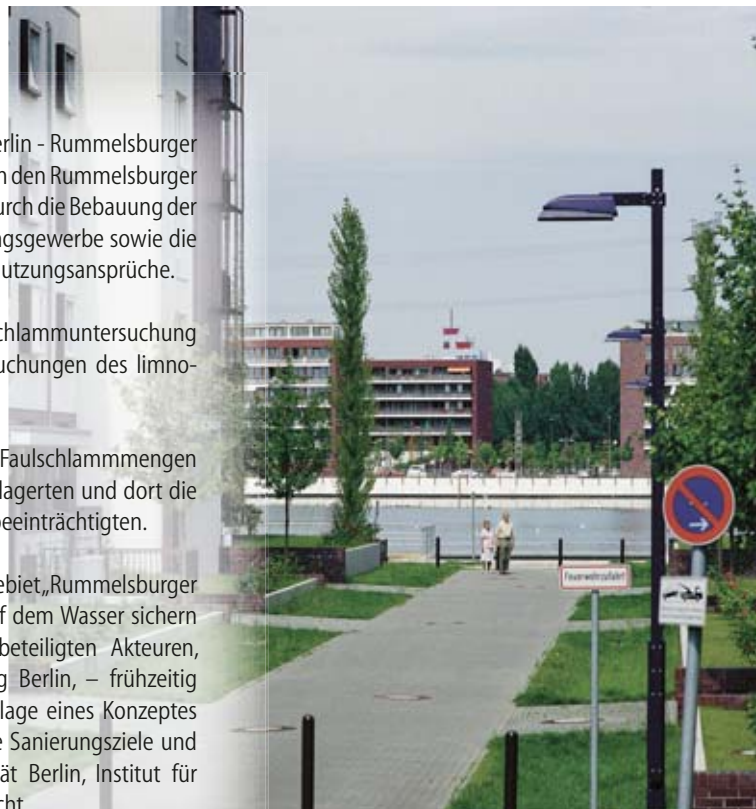 erlin - Rummelsburger
n den Rummelsburger
urch die Bebauung der
ngsgewerbe sowie die
utzungsansprüche.
chlammuntersuchung
uchungen des limno-
Faulschlammmengen
lagerten und dort die
beeinträchtigten.
ebiet„Rummelsburger
f dem Wasser sichern
beteiligten Akteuren,
g Berlin, – frühzeitig
lage eines Konzeptes
e Sanierungsziele und
ät Berlin, Institut für
cht.
Feuerwehrzufahrt